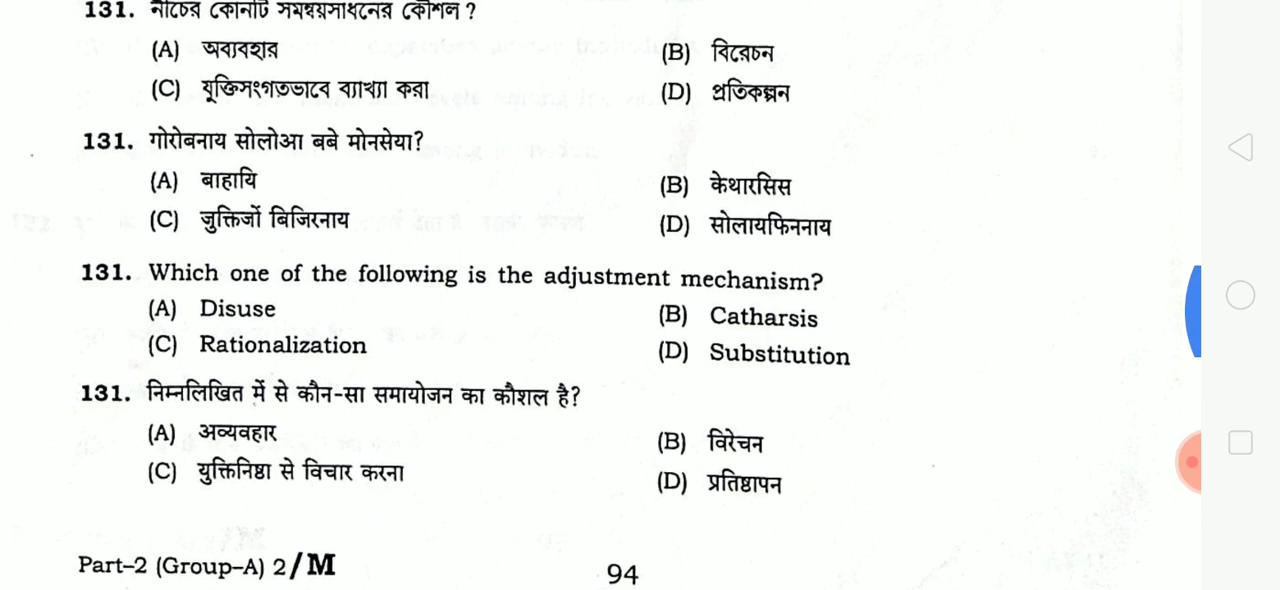 131. নীচের কোনটি সমন্বয়সাধনের কৌশল ?
(A) অব্যবহার (B) বিরেচন
(C) যুক্তিসংগতভাবে ব্যাখ্যা করা (D) প্রতিকল্পন
131. गोरोबनाय सोलोआ बबे मोनसेया?
(A) बाहायि (B) केथारसिस
(C) जुक्तिजों बिजिरनाय (D) सोलायफिननाय
131. Which one of the following is the adjustment mechanism?
(A) Disuse (B) Catharsis
(C) Rationalization (D) Substitution
131. निम्नलिखित में से कौन-सा समायोजन का कौशल है?
(A) अव्यवहार (B) विरेचन
(C) युक्तिनिष्ठा से विचार करना (D) प्रतिष्ठापन
Part–2 (Group–A) 2/M 94